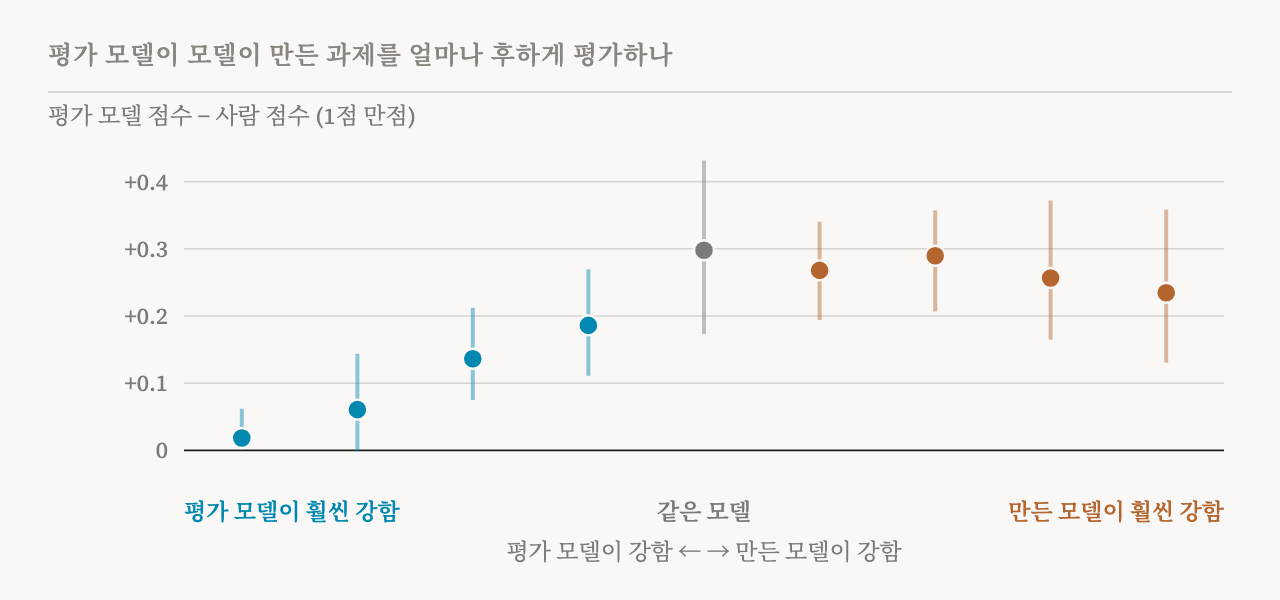 평가 모델이 모델이 만든 과제를 얼마나 후하게 평가하나
평가 모델 점수 – 사람 점수 (1점 만점)
+0.4
+0.3
+0.2
+0.1
0
평가 모델이 훨씬 강함
같은 모델
만든 모델이 훨씬 강함
평가 모델이 강함 ← → 만든 모델이 강함